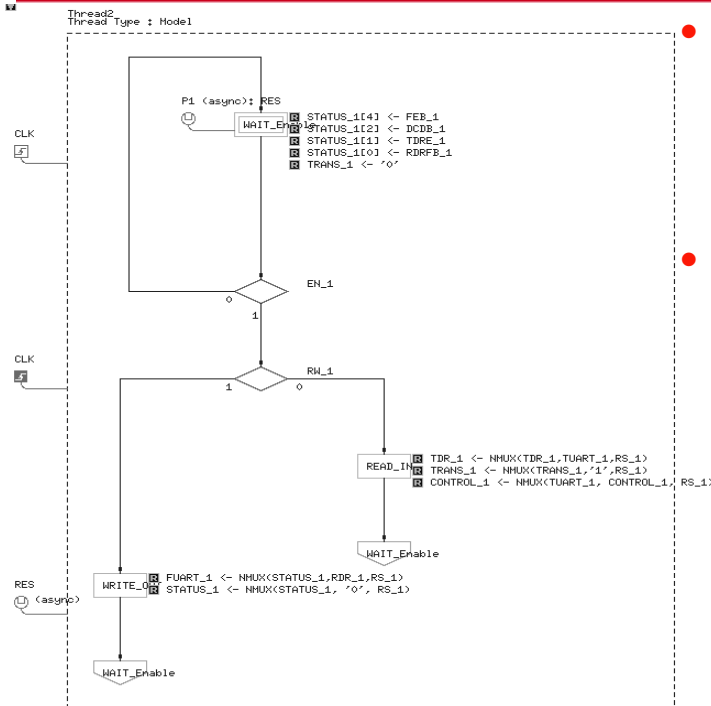 Thread2
Thread Type : Model
P1 (async): RES
CLK
WAIT_Enable
R STATUS_1[4] <- FEB_1
R STATUS_1[2] <- DCDB_1
R STATUS_1[1] <- TDRE_1
R STATUS_1[0] <- RDRFB_1
R TRANS_1 <- '0'
EN_1
0
1
CLK
RW_1
1
0
READ_IN
R TDR_1 <- NMUX(TDR_1,TUART_1,RS_1)
R TRANS_1 <- NMUX(TRANS_1,'1',RS_1)
R CONTROL_1 <- NMUX(TUART_1, CONTROL_1, RS_1)
WAIT_Enable
RES
(async)
R FUART_1 <- NMUX(STATUS_1,RDR_1,RS_1)
R STATUS_1 <- NMUX(STATUS_1, '0', RS_1)
WAIT_Enable